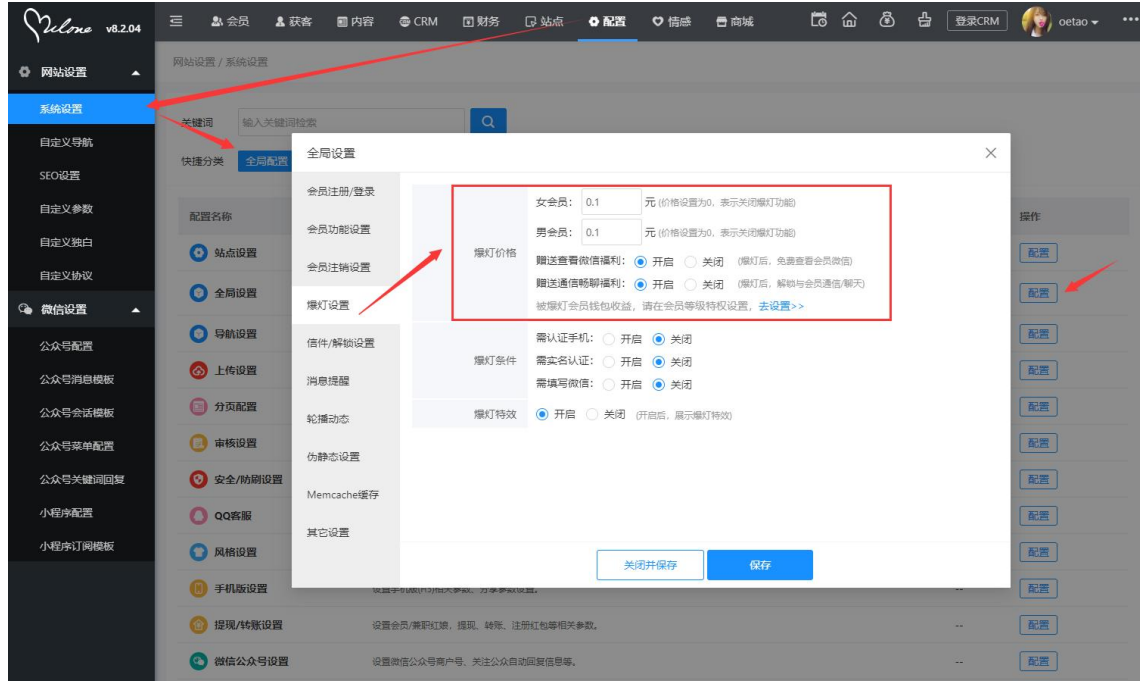 Milone v8.2.04
会员 获客 内容 CRM 财务 站点 配置 情感 商城 登录CRM oetao
网站设置
系统设置
自定义导航
SEO设置
自定义参数
自定义独白
自定义协议
微信设置
公众号配置
公众号消息模板
公众号会话模板
公众号菜单配置
公众号关键词回复
小程序配置
小程序订阅模板
网站设置 / 系统设置
关键词 输入关键词检索
快捷分类 全局配置
配置名称 操作
站点设置 配置
全局设置 配置
导航设置 配置
上传设置 配置
分页配置 配置
审核设置 配置
安全/防刷设置 配置
QQ客服 配置
风格设置 配置
手机版设置 设置手机版(H5)相关参数、分享参数设置。 -- 配置
提现/转账设置 设置会员/兼职红娘，提现、转账、注册红包等相关参数。 -- 配置
微信公众号设置 设置微信公众号商户号、关注公众自动回复信息等。 -- 配置
全局设置
会员注册/登录
会员功能设置
会员注销设置
爆灯设置
信件/解锁设置
消息提醒
轮播动态
伪静态设置
Memcache缓存
其它设置
爆灯价格
女会员： 0.1 元 (价格设置为0，表示关闭爆灯功能)
男会员： 0.1 元 (价格设置为0，表示关闭爆灯功能)
赠送查看微信福利： 开启 关闭 (爆灯后，免费查看会员微信)
赠送通信畅聊福利： 开启 关闭 (爆灯后，解锁与会员通信/聊天)
被爆灯会员钱包收益，请在会员等级特权设置，去设置>>
爆灯条件
需认证手机： 开启 关闭
需实名认证： 开启 关闭
需填写微信： 开启 关闭
爆灯特效 开启 关闭 (开启后，展示爆灯特效)
关闭并保存 保存